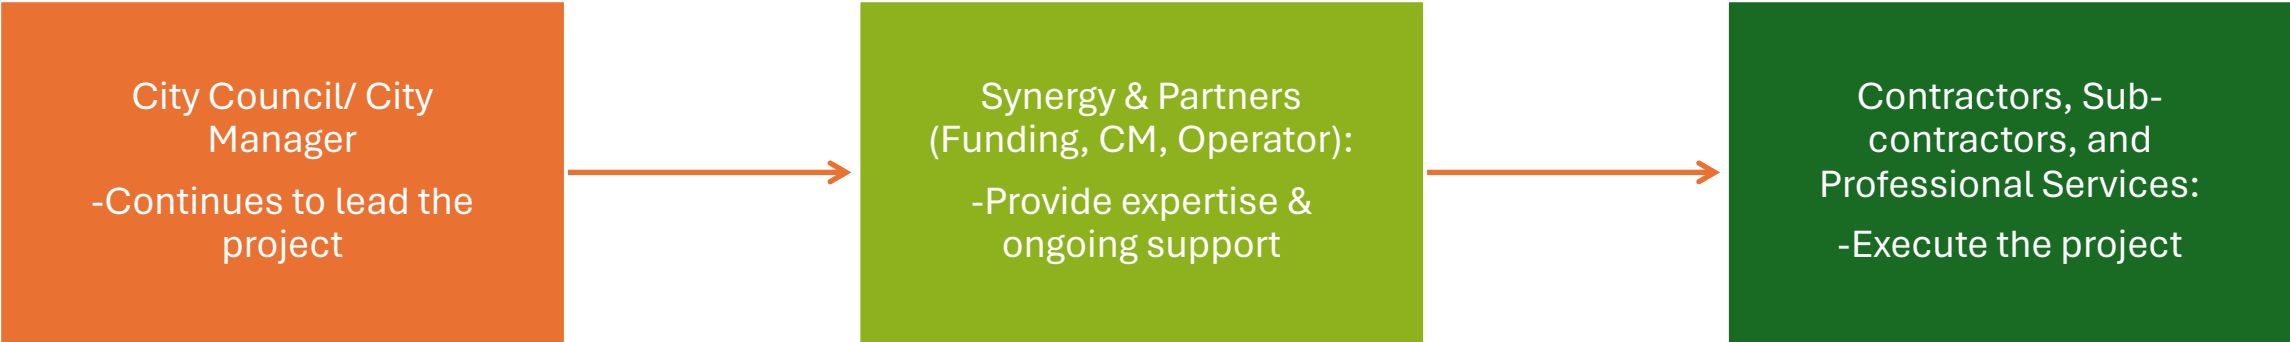 City Council/ City
Manager
-Continues to lead the
project
Synergy & Partners
(Funding, CM, Operator):
-Provide expertise &
ongoing support
Contractors, Sub-
contractors, and
Professional Services:
-Execute the project